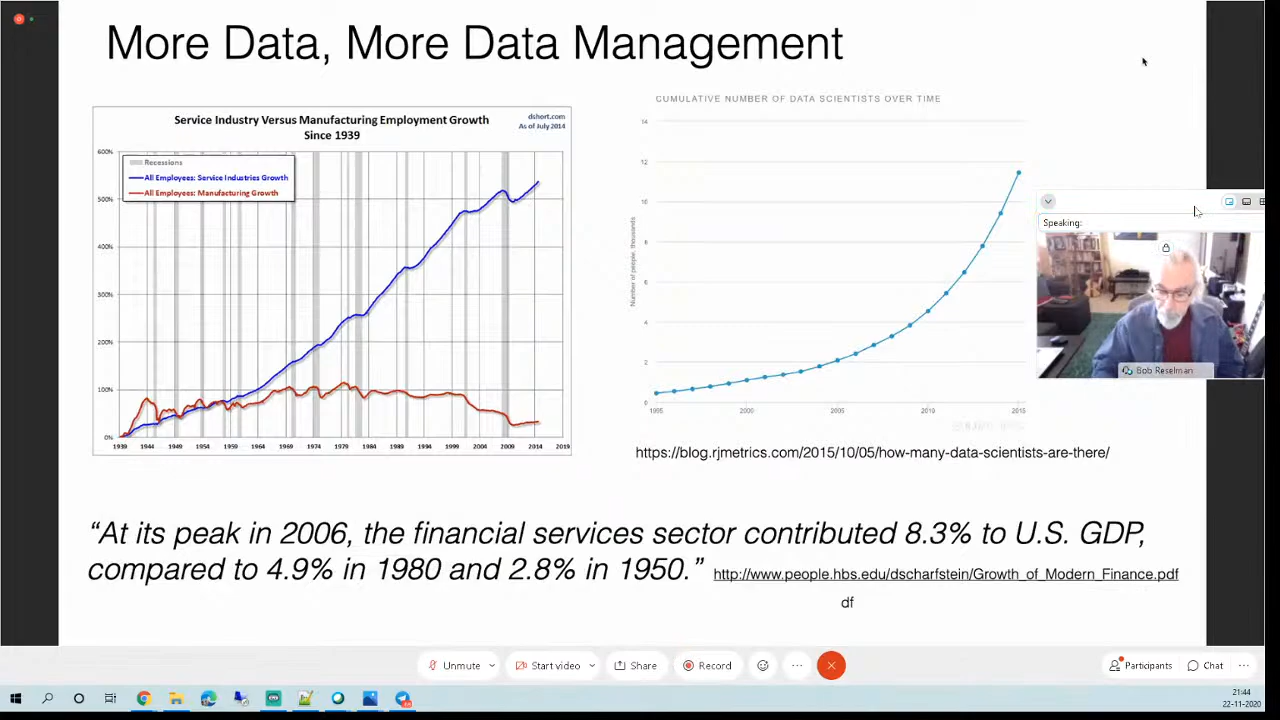 More Data, More Data Management
Service Industry Versus Manufacturing Employment Growth
Since 1939
dshort.com
As of July 2014
Recessions
All Employees: Service Industries Growth
All Employees: Manufacturing Growth
600%
500%
400%
300%
200%
100%
0%
1939 1944 1949 1954 1959 1964 1969 1974 1979 1984 1989 1994 1999 2004 2009 2014 2019
CUMULATIVE NUMBER OF DATA SCIENTISTS OVER TIME
Number of people, thousands
14
12
10
8
6
4
2
0
1995 2000 2005 2010 2015
https://blog.rjmetrics.com/2015/10/05/how-many-data-scientists-are-there/
Speaking:
Bob Reselman
“At its peak in 2006, the financial services sector contributed 8.3% to U.S. GDP,
compared to 4.9% in 1980 and 2.8% in 1950.” http://www.people.hbs.edu/dscharfstein/Growth_of_Modern_Finance.pdf
df
Unmute Start video Share Record Participants Chat
21:44
22-11-2020